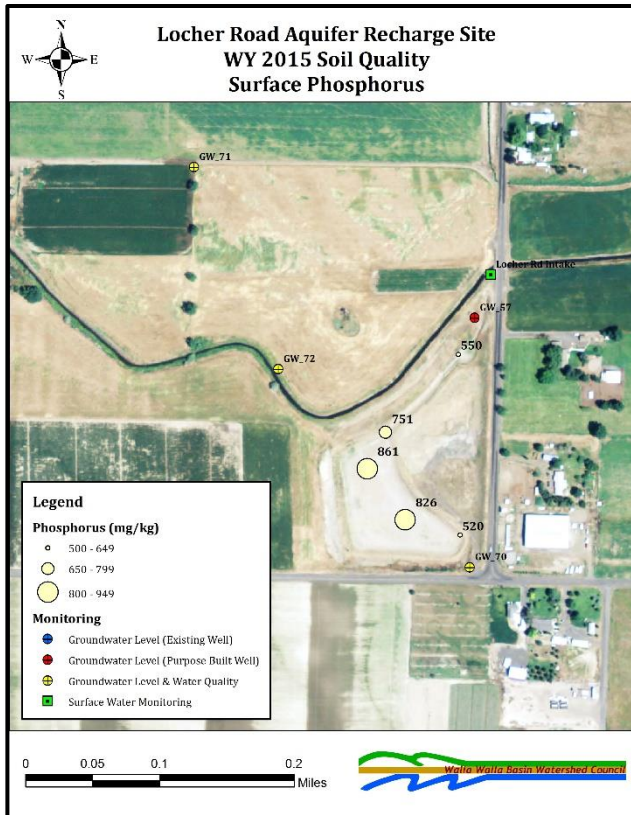 Locher Road Aquifer Recharge Site
WY 2015 Soil Quality
Surface Phosphorus
N
W E
S
GW_71
Locher Rd Intake
GW_57
550
GW_72
751
861
826
520
GW_70
Legend
Phosphorus (mg/kg)
500 - 649
650 - 799
800 - 949
Monitoring
Groundwater Level (Existing Well)
Groundwater Level (Purpose Built Well)
Groundwater Level & Water Quality
Surface Water Monitoring
0 0.05 0.1 0.2
Miles
Walla Walla Basin Watershed Council